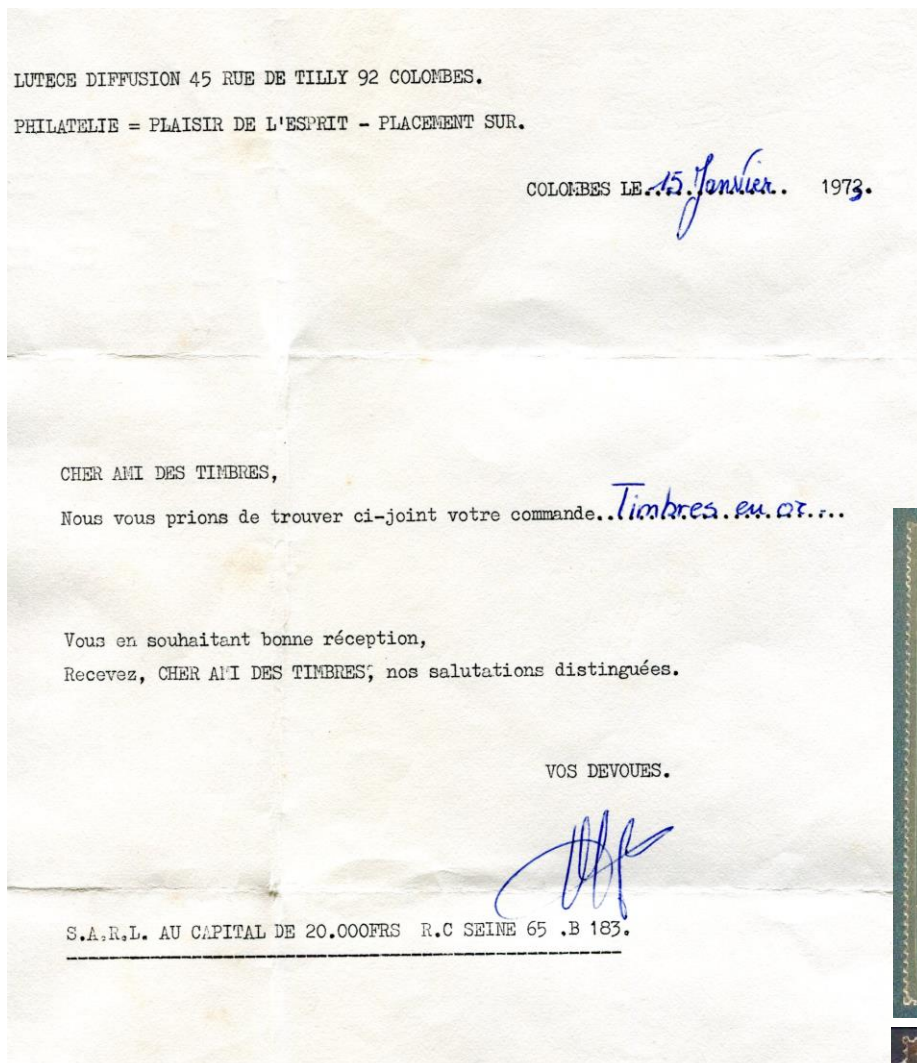 LUTECE DIFFUSION 45 RUE DE TILLY 92 COLOMBES.
PHILATELIE = PLAISIR DE L'ESPRIT - PLACEMENT SUR.
COLOMBES LE..15.Janvier. 1973.
CHER AMI DES TIMBRES,
Nous vous prions de trouver ci-joint votre commande..Timbres.en.or....
Vous en souhaitant bonne réception,
Recevez, CHER AMI DES TIMBRES, nos salutations distinguées.
VOS DEVOUES.
S.A.R.L. AU CAPITAL DE 20.000FRS R.C SEINE 65 .B 183.